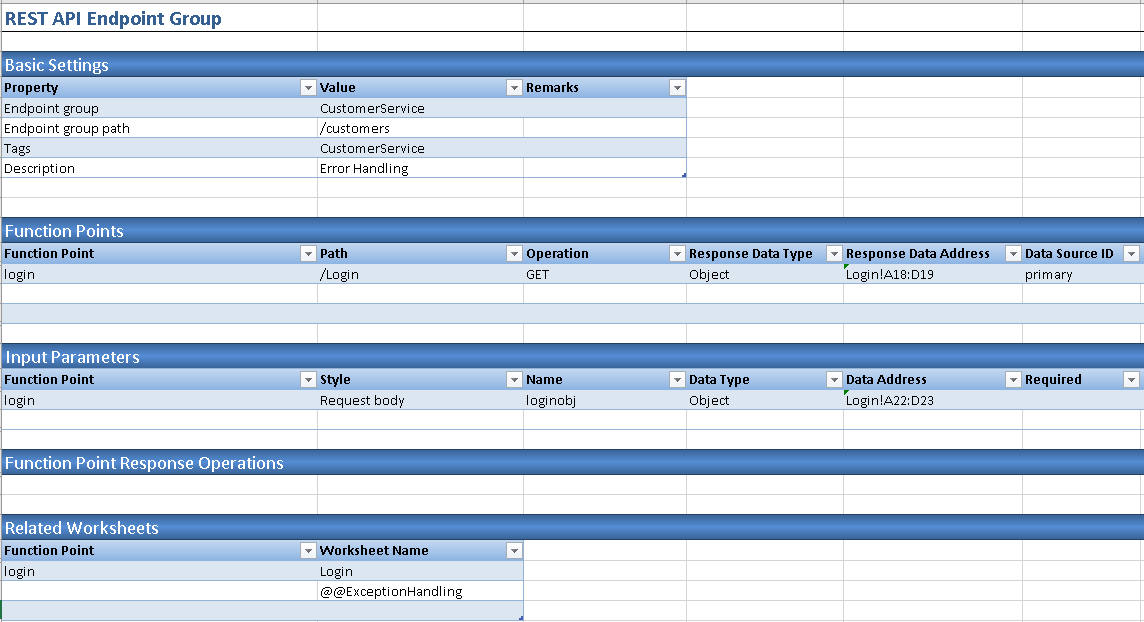 REST API Endpoint Group
Basic Settings
Property Value Remarks
Endpoint group CustomerService
Endpoint group path /customers
Tags CustomerService
Description Error Handling
Function Points
Function Point Path Operation Response Data Type Response Data Address Data Source ID
login /Login GET Object Login!A18:D19 primary
Input Parameters
Function Point Style Name Data Type Data Address Required
login Request body loginobj Object Login!A22:D23
Function Point Response Operations
Related Worksheets
Function Point Worksheet Name
login Login
@@ExceptionHandling